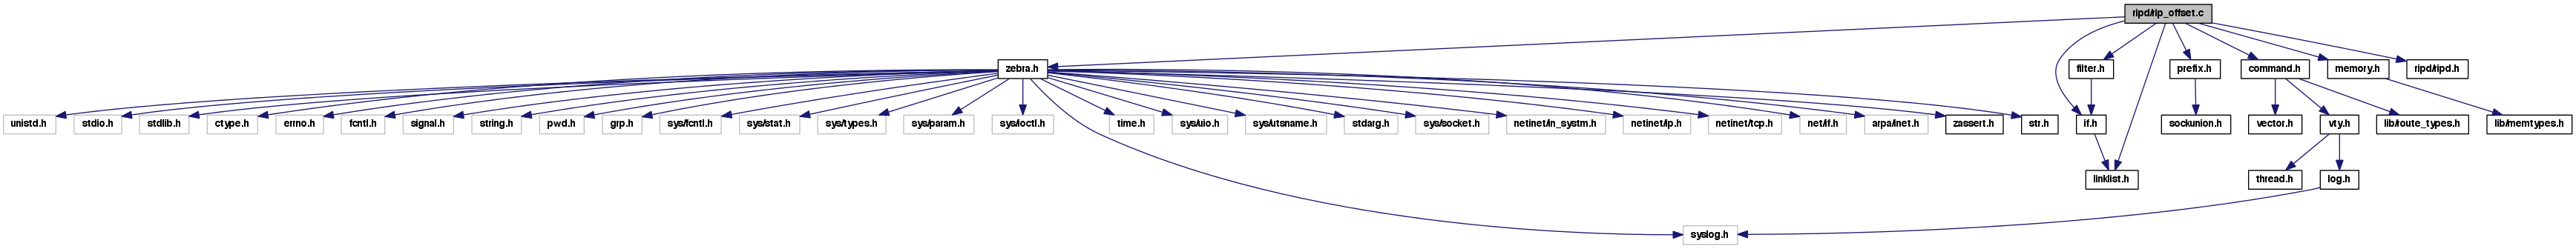 ripd/rip_offset.c
zebra.h
filter.h
prefix.h
command.h
memory.h
ripd/ripd.h
unistd.h
stdio.h
stdlib.h
ctype.h
errno.h
fcntl.h
signal.h
string.h
pwd.h
grp.h
sys/fcntl.h
sys/stat.h
sys/types.h
sys/param.h
sys/ioctl.h
time.h
sys/uio.h
sys/utsname.h
stdarg.h
sys/socket.h
netinet/in_systm.h
netinet/ip.h
netinet/tcp.h
net/if.h
arpa/inet.h
zassert.h
str.h
if.h
sockunion.h
vector.h
vty.h
lib/route_types.h
lib/memtypes.h
linklist.h
thread.h
log.h
syslog.h